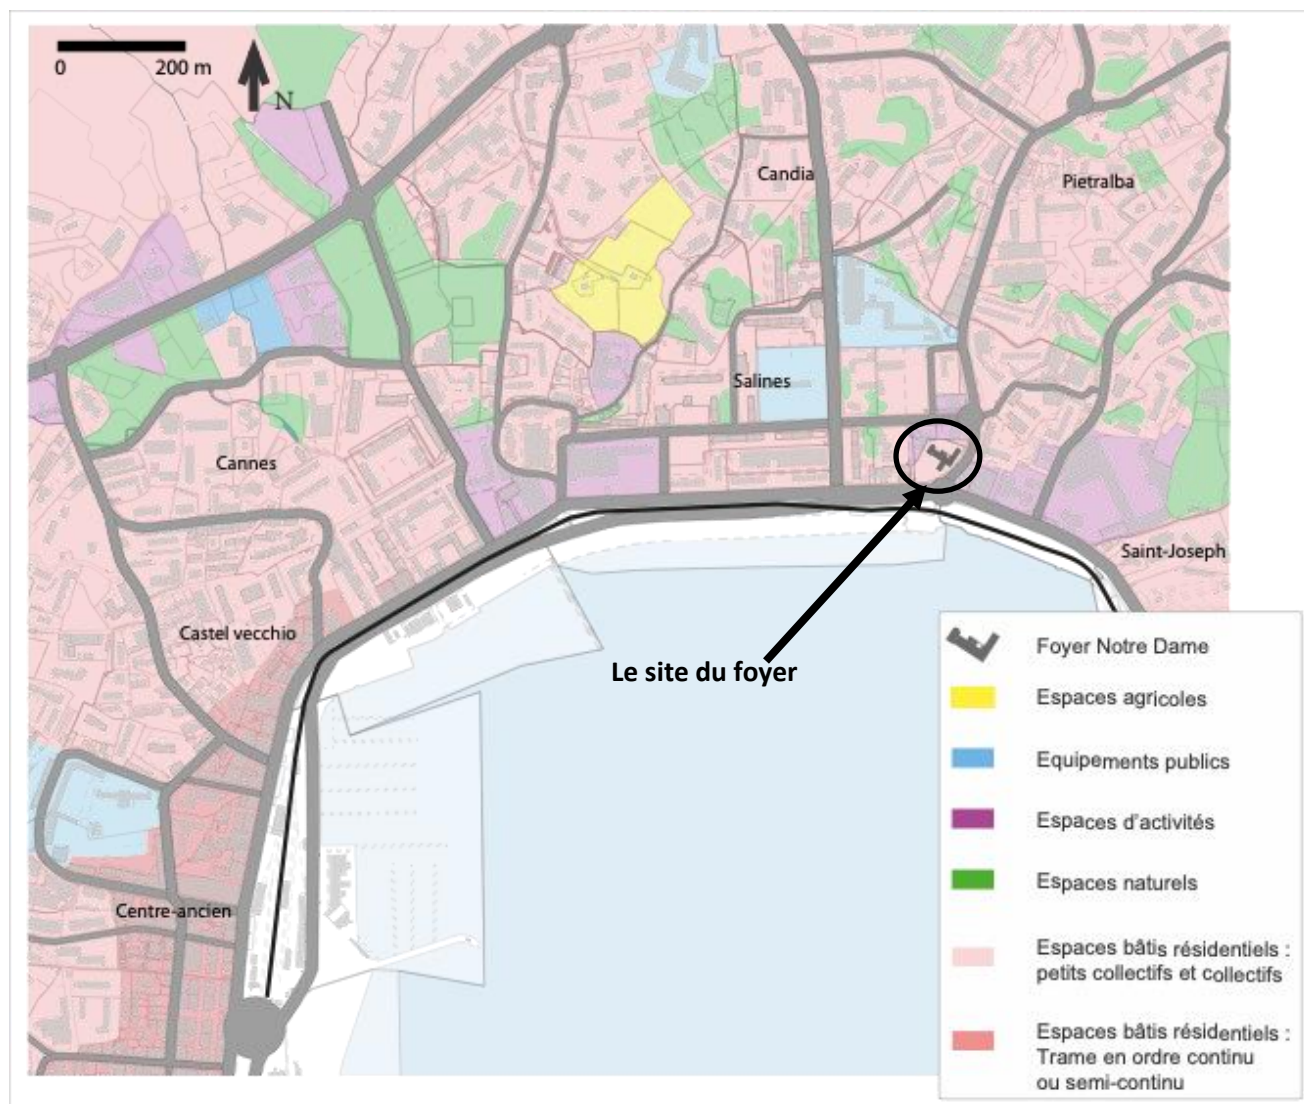 0
200 m
N
Candia
Pietralba
Salines
Cannes
Saint-Joseph
Castel vecchio
Le site du foyer
Centre-ancien
Foyer Notre Dame
Espaces agricoles
Equipements publics
Espaces d'activités
Espaces naturels
Espaces bâtis résidentiels :
petits collectifs et collectifs
Espaces bâtis résidentiels :
Trame en ordre continu
ou semi-continu